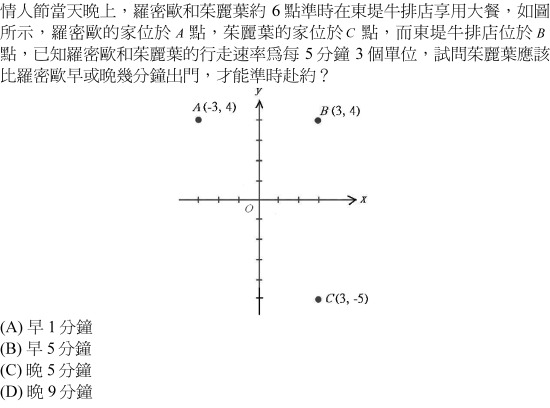 情人節當天晚上，羅密歐和茱麗葉約 6 點準時在東堤牛排店享用大餐，如圖
所示，羅密歐的家位於 A 點，茱麗葉的家位於C 點，而東堤牛排店位於 B
點，已知羅密歐和茱麗葉的行走速率爲每 5 分鐘 3 個單位，試問茱麗葉應該
比羅密歐早或晚幾分鐘出門，才能準時赴約？
y
A(-3, 4)
B(3, 4)
O
x
C(3, -5)
(A) 早 1 分鐘
(B) 早 5 分鐘
(C) 晚 5 分鐘
(D) 晚 9 分鐘